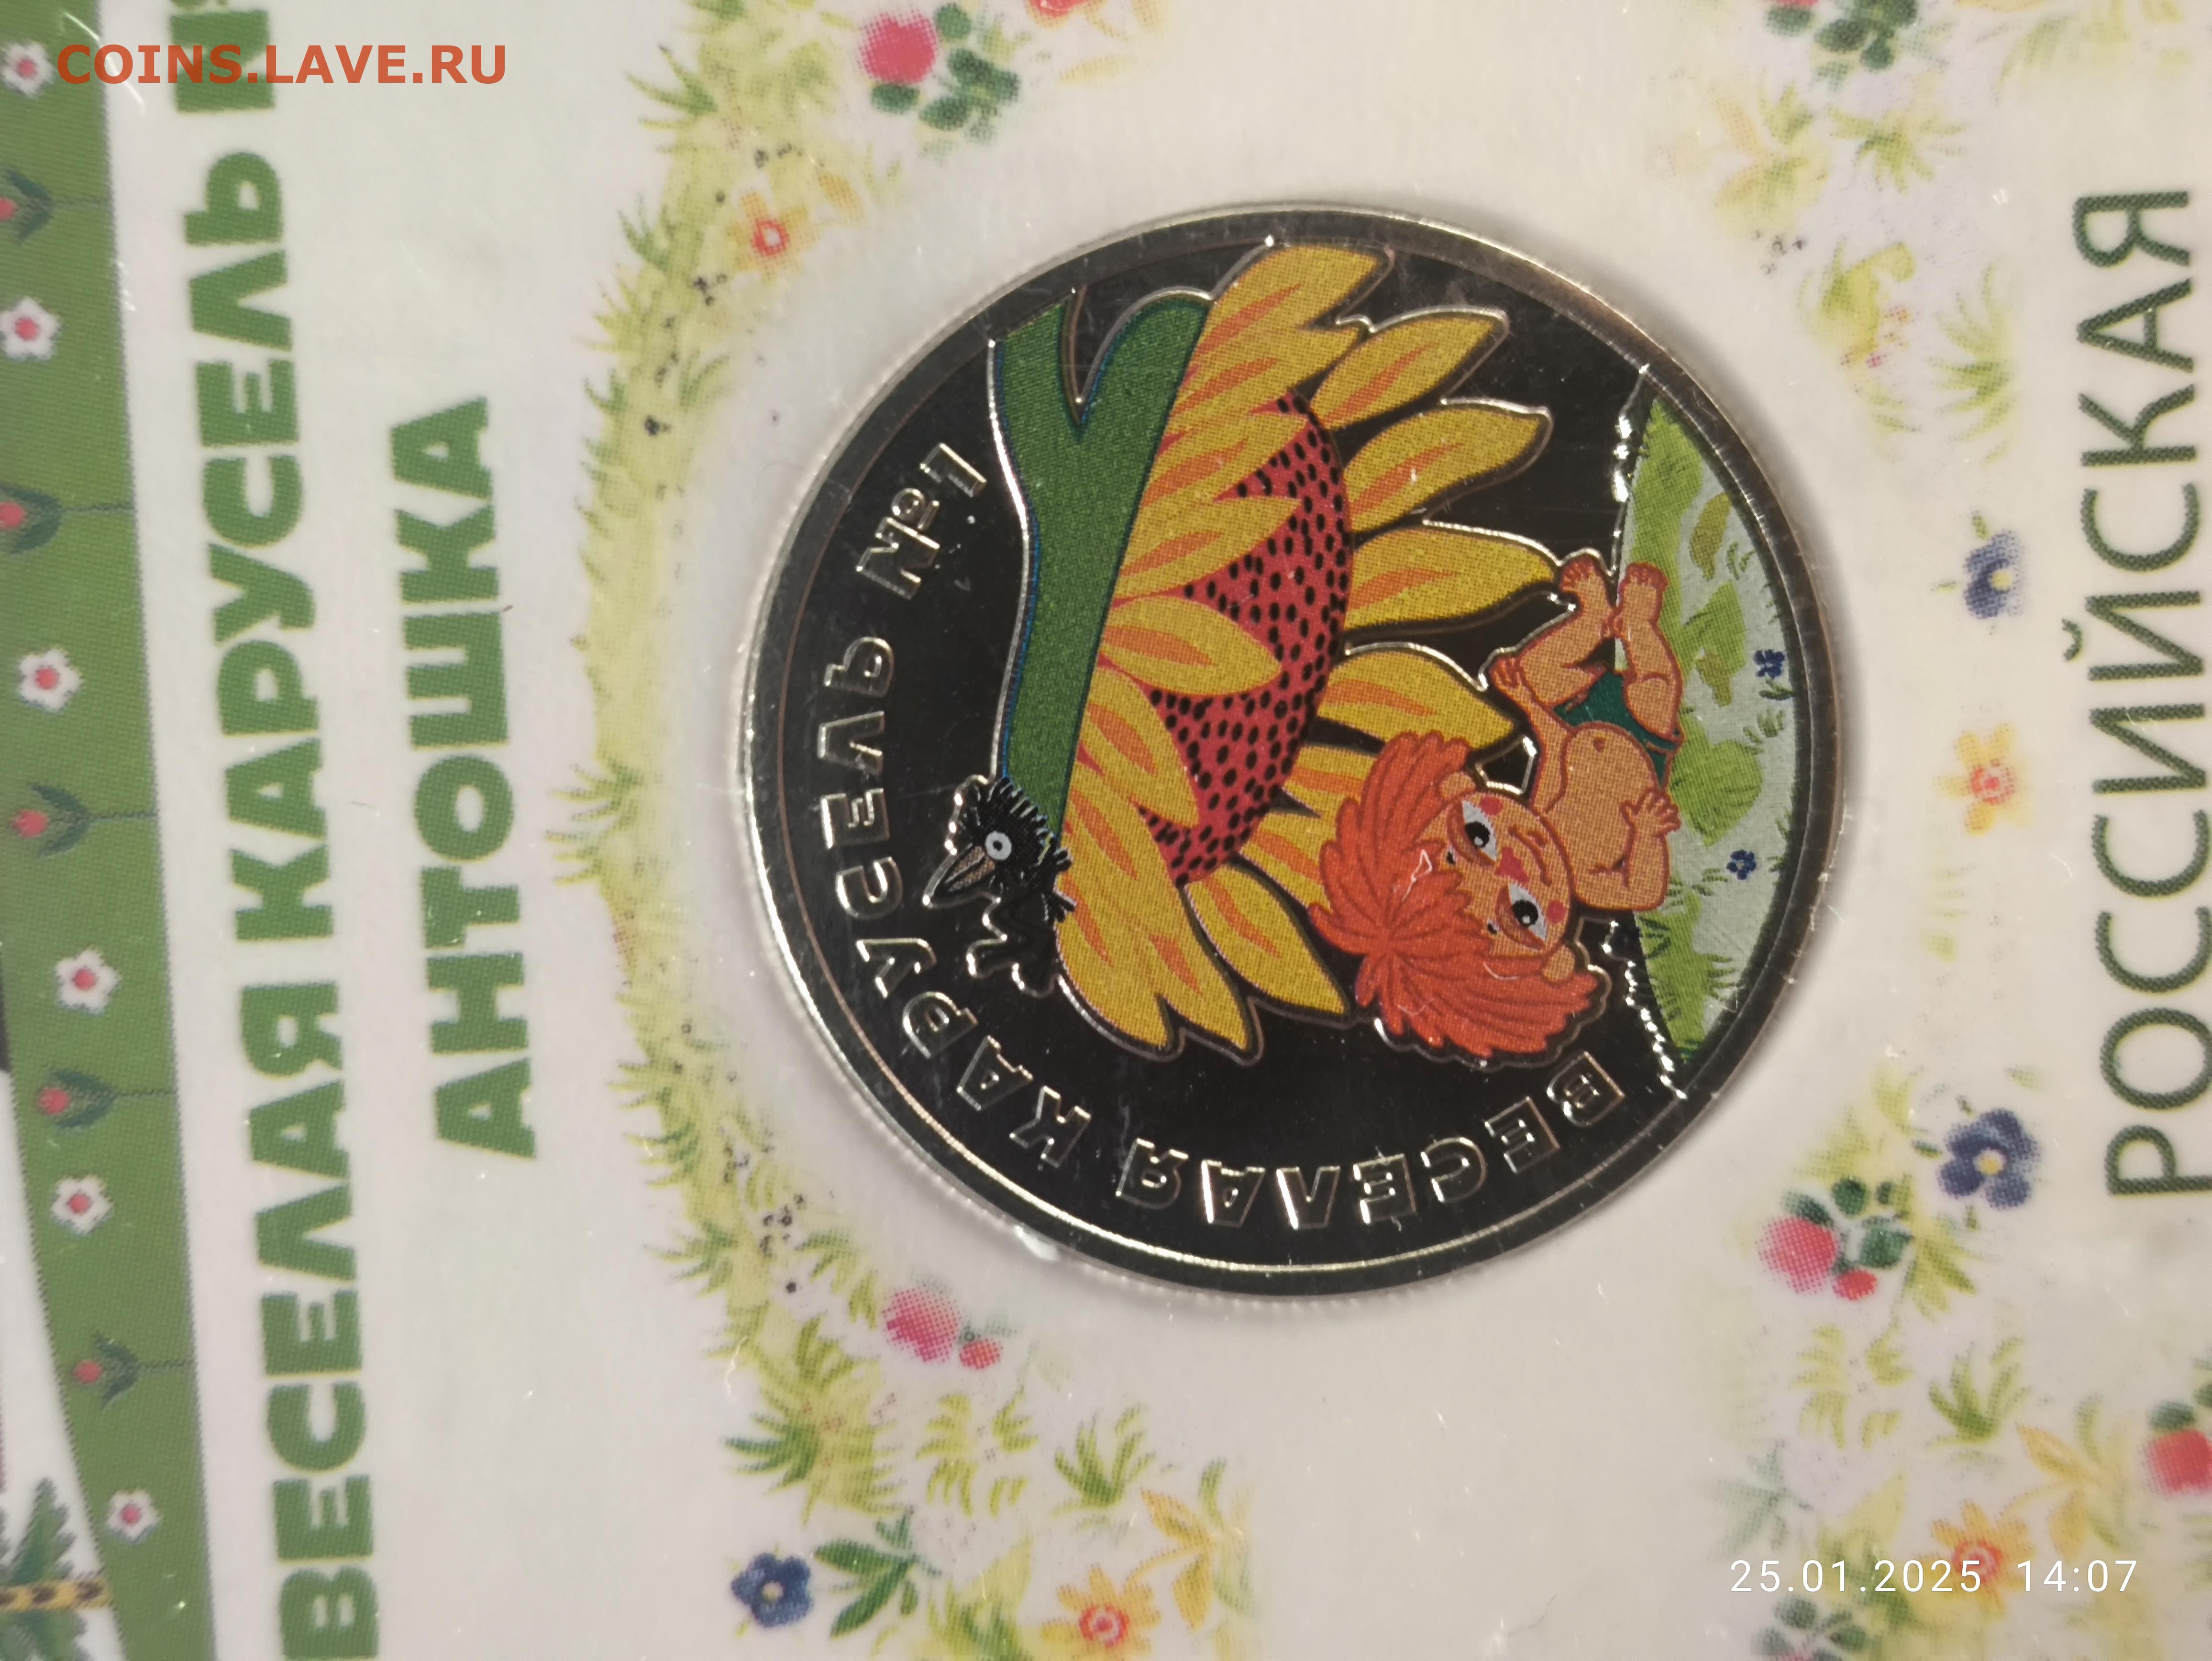 COINS.LAVE.RU
ВЕСЕЛАЯ КАРУСЕЛЬ
АНТОШКА
ВЕСЕЛАЯ КАРУСЕЛЬ №1
РОССИЙСКАЯ
25.01.2025 14:07